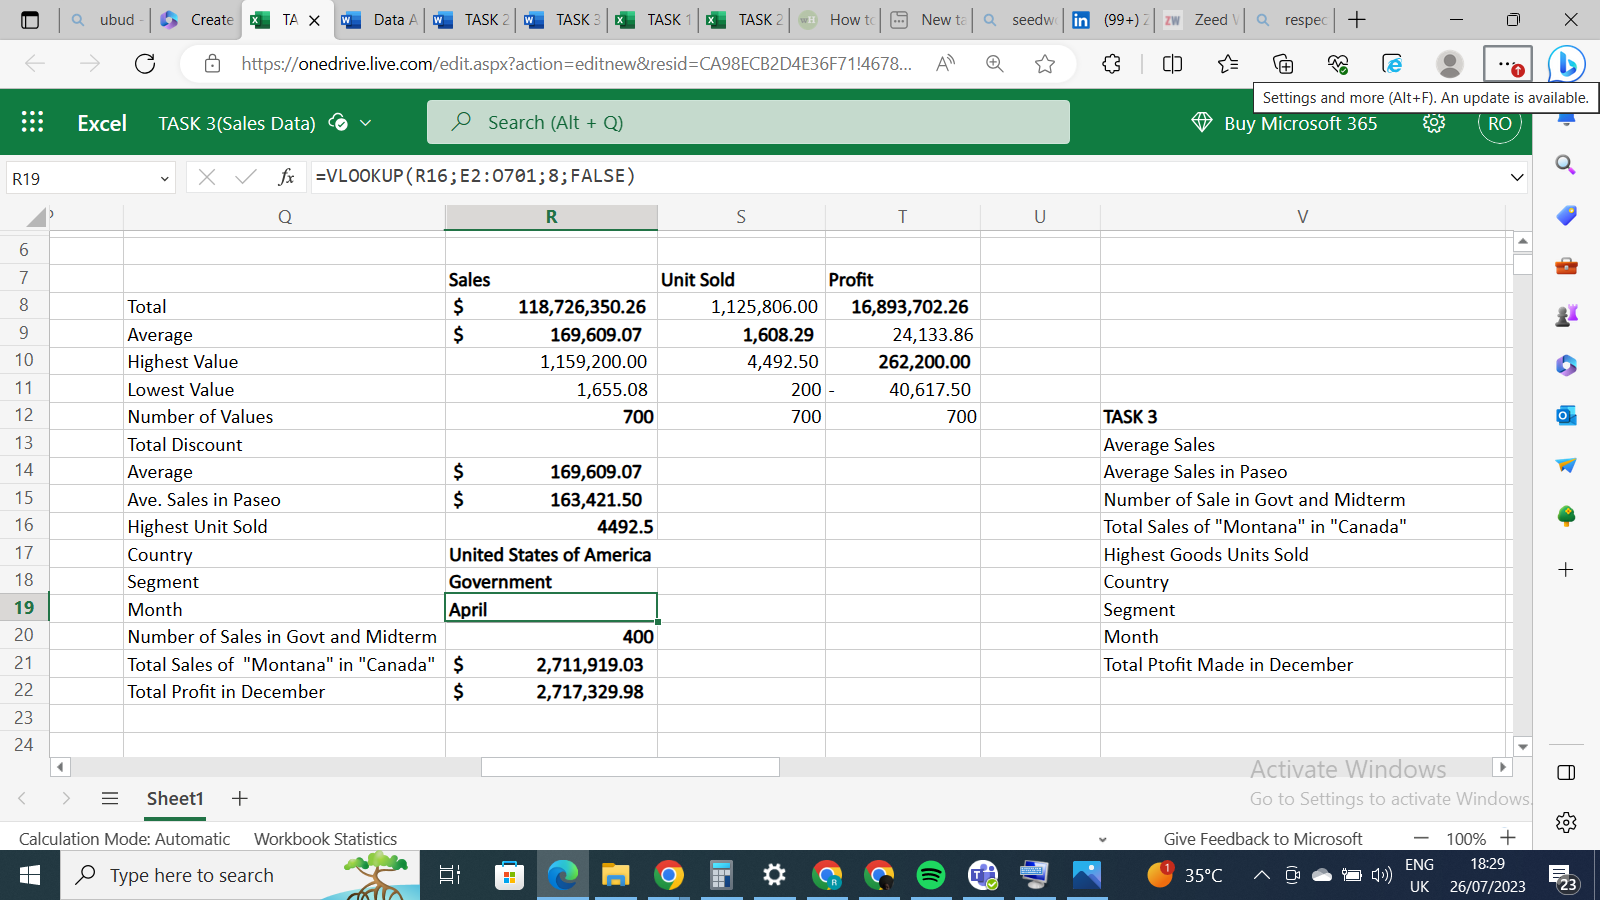 ubud
Create
TA
Data A
TASK 2
TASK 3
TASK 1
TASK 2
How to
New ta
seedw
(99+)
Zeed
respec
https://onedrive.live.com/edit.aspx?action=editnew&resid=CA98ECB2D4E36F71!4678...
Settings and more (Alt+F). An update is available.
Excel TASK 3(Sales Data)
Search (Alt + Q)
Buy Microsoft 365
RO
R19
fx =VLOOKUP(R16;E2:O701;8;FALSE)
Q R S T U V
6
7 Sales Unit Sold Profit
8 Total $ 118,726,350.26 1,125,806.00 16,893,702.26
9 Average $ 169,609.07 1,608.29 24,133.86
10 Highest Value 1,159,200.00 4,492.50 262,200.00
11 Lowest Value 1,655.08 200 - 40,617.50
12 Number of Values 700 700 700 TASK 3
13 Total Discount Average Sales
14 Average $ 169,609.07 Average Sales in Paseo
15 Ave. Sales in Paseo $ 163,421.50 Number of Sale in Govt and Midterm
16 Highest Unit Sold 4492.5 Total Sales of "Montana" in "Canada"
17 Country United States of America Highest Goods Units Sold
18 Segment Government Country
19 Month April Segment
20 Number of Sales in Govt and Midterm 400 Month
21 Total Sales of "Montana" in "Canada" $ 2,711,919.03 Total Ptofit Made in December
22 Total Profit in December $ 2,717,329.98
23
24
Activate Windows
Go to Settings to activate Windows.
Sheet1
Calculation Mode: Automatic Workbook Statistics Give Feedback to Microsoft 100%
Type here to search
1
35°C
ENG
UK
18:29
26/07/2023
23